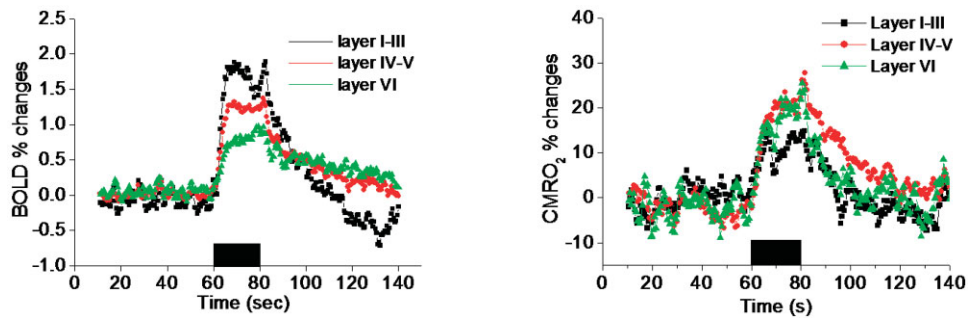 BOLD % changes
2.5
2.0
1.5
1.0
0.5
0.0
-0.5
-1.0
0 20 40 60 80 100 120 140
Time (sec)
layer I-III
layer IV-V
layer VI
CMRO2 % changes
40
30
20
10
0
-10
0 20 40 60 80 100 120 140
Time (s)
Layer I-III
Layer IV-V
Layer VI